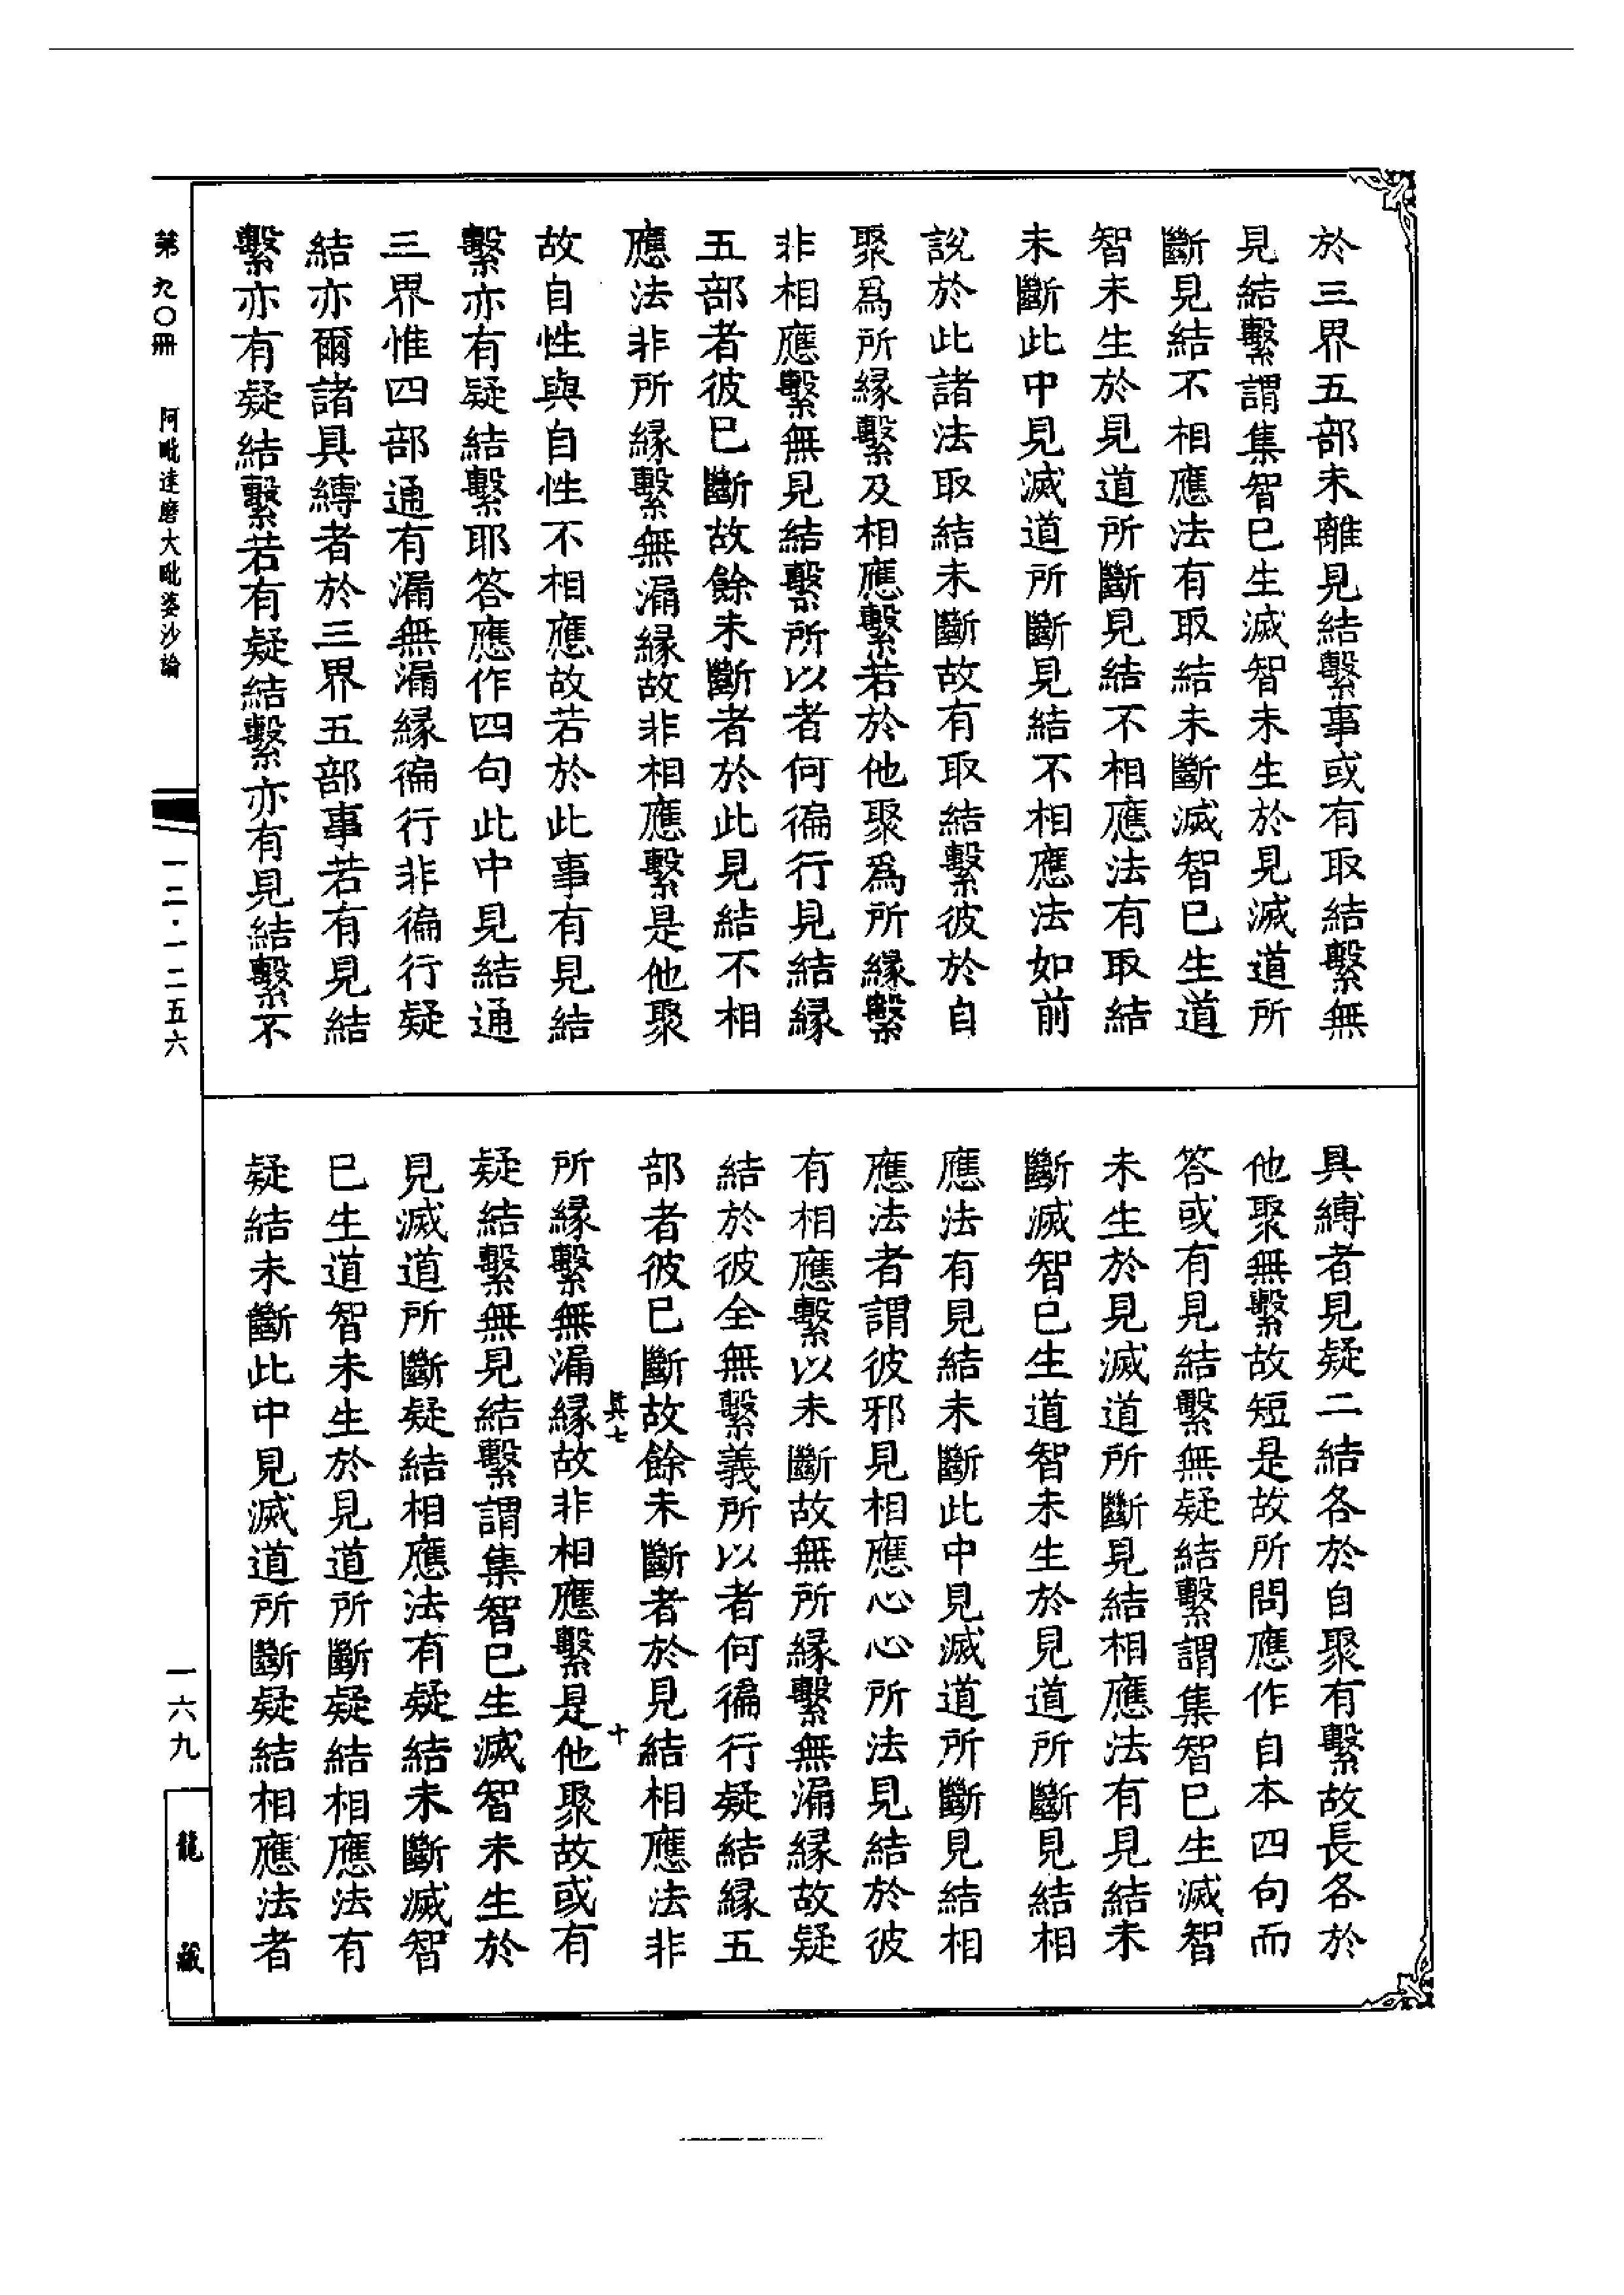 於三界五部未離見結繫事或有取結繫無
見結繫謂集智巳生滅智未生於見滅道所
斷見結不相應法有取結未斷滅智巳生道
智未生於見道所斷見結不相應法有取結
未斷此中見滅道所斷見結不相應法如前
說於此諸法取結未斷故有取結繫彼於自
聚爲所緣繫及相應繫若於他聚爲所緣繫
非相應繫無見結繫所以者何徧行見結緣
五部者彼巳斷故餘未斷者於此見結不相
應法非所緣繫無漏緣故非相應繫是他聚
故自性與自性不相應故若於此事有見結
繫亦有疑結繫耶答應作四句此中見結通
三界惟四部通有漏無漏緣徧行非徧行疑
結亦爾諸具縛者於三界五部事若有見結
繫亦有疑結繫若有疑結繫亦有見結繫不
具縛者見疑二結各於自聚有繫故長各於
他聚無繫故短是故所問應作自本四句而
答或有見結繫無疑結繫謂集智巳生滅智
未生於見滅道所斷見結相應法有見結未
斷滅智巳生道智未生於見道所斷見結相
應法有見結未斷此中見滅道所斷見結相
應法者謂彼邪見相應心心所法見結於彼
有相應繫以未斷故無所緣繫無漏緣故疑
結於彼全無繫義所以者何徧行疑結緣五
部者彼巳斷故餘未斷者於見結相應法非
所緣繫無漏緣故非相應繫是他聚故或有
疑結繫無見結繫謂集智巳生滅智未生於
見滅道所斷疑結相應法有疑結未斷滅智
巳生道智未生於見道所斷疑結相應法有
疑結未斷此中見滅道所斷疑結相應法者
第九〇冊 阿毗達磨大毗婆沙論
一二·一二五六
一六九
龍藏